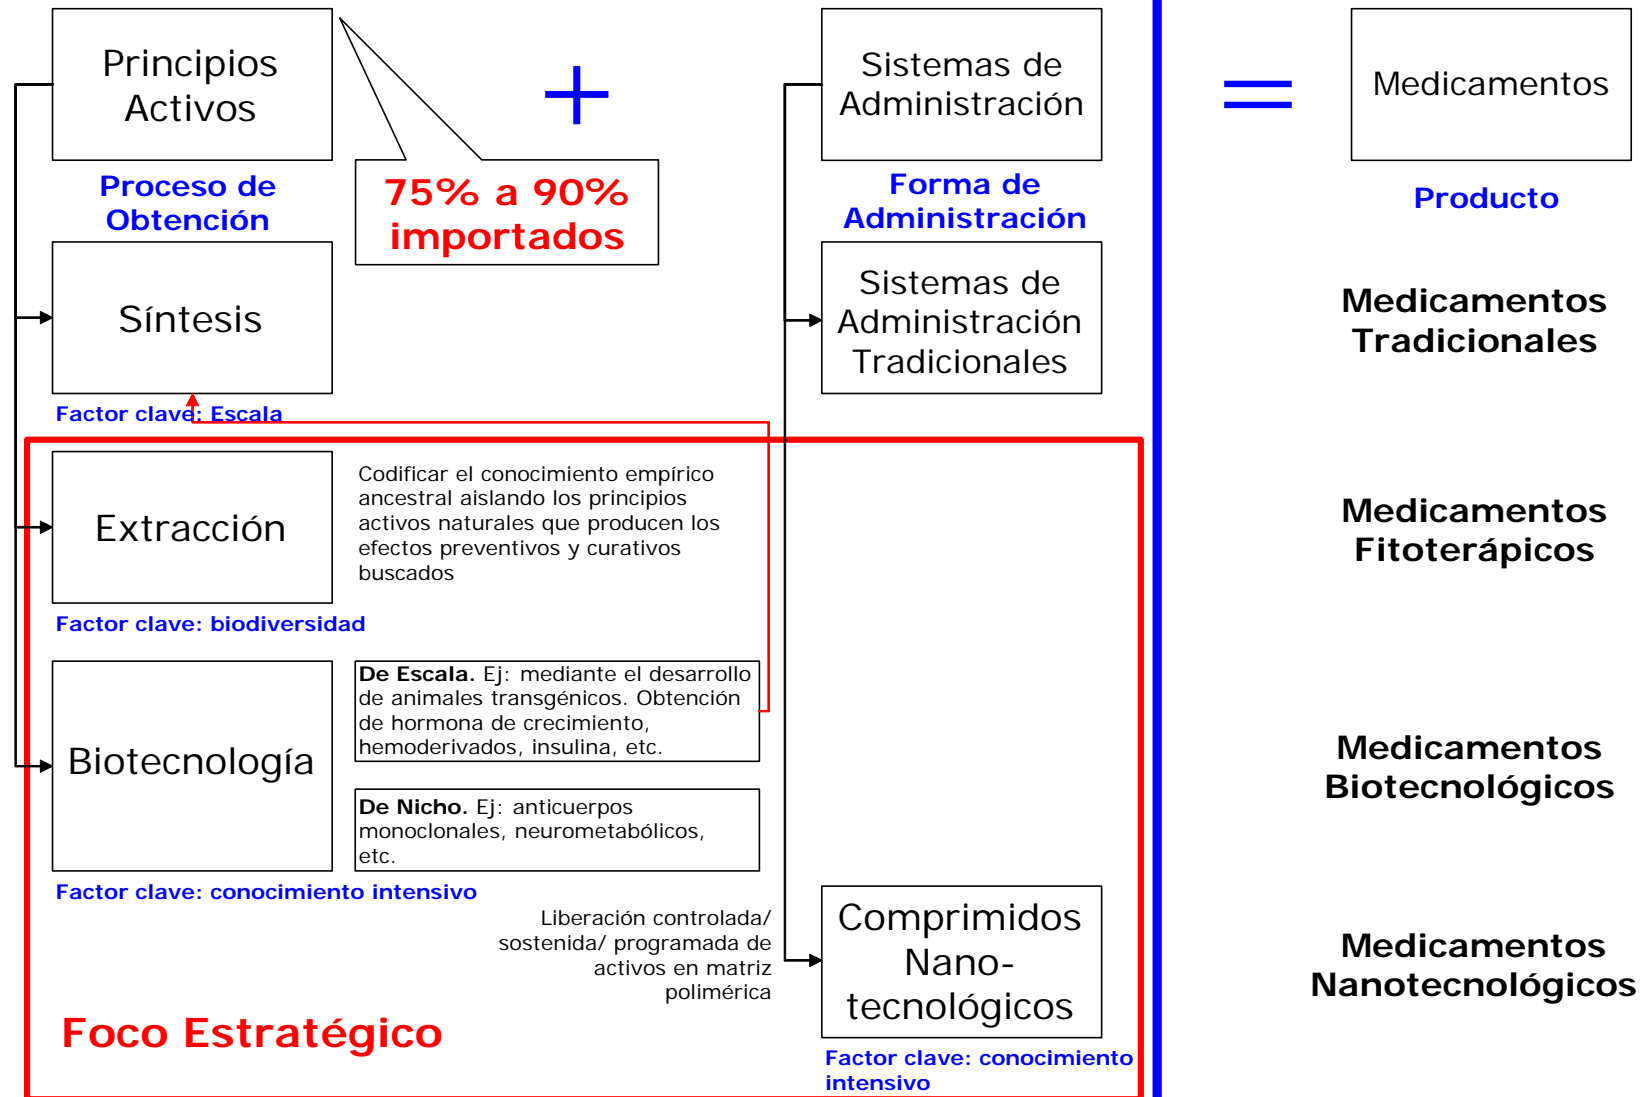 Principios
Activos
+
Sistemas de
Administración
=
Medicamentos
Proceso de
Obtención
75% a 90%
importados
Forma de
Administración
Producto
Síntesis
Factor clave: Escala
Sistemas de
Administración
Tradicionales
Medicamentos
Tradicionales
Extracción
Codificar el conocimiento empírico
ancestral aislando los principios
activos naturales que producen los
efectos preventivos y curativos
buscados
Factor clave: biodiversidad
Medicamentos
Fitoterápicos
Biotecnología
De Escala. Ej: mediante el desarrollo
de animales transgénicos. Obtención
de hormona de crecimiento,
hemoderivados, insulina, etc.
De Nicho. Ej: anticuerpos
monoclonales, neurometabólicos,
etc.
Factor clave: conocimiento intensivo
Medicamentos
Biotecnológicos
Liberación controlada/
sostenida/ programada de
activos en matriz
polimérica
Comprimidos
Nano-
tecnológicos
Factor clave: conocimiento
intensivo
Medicamentos
Nanotecnológicos
Foco Estratégico